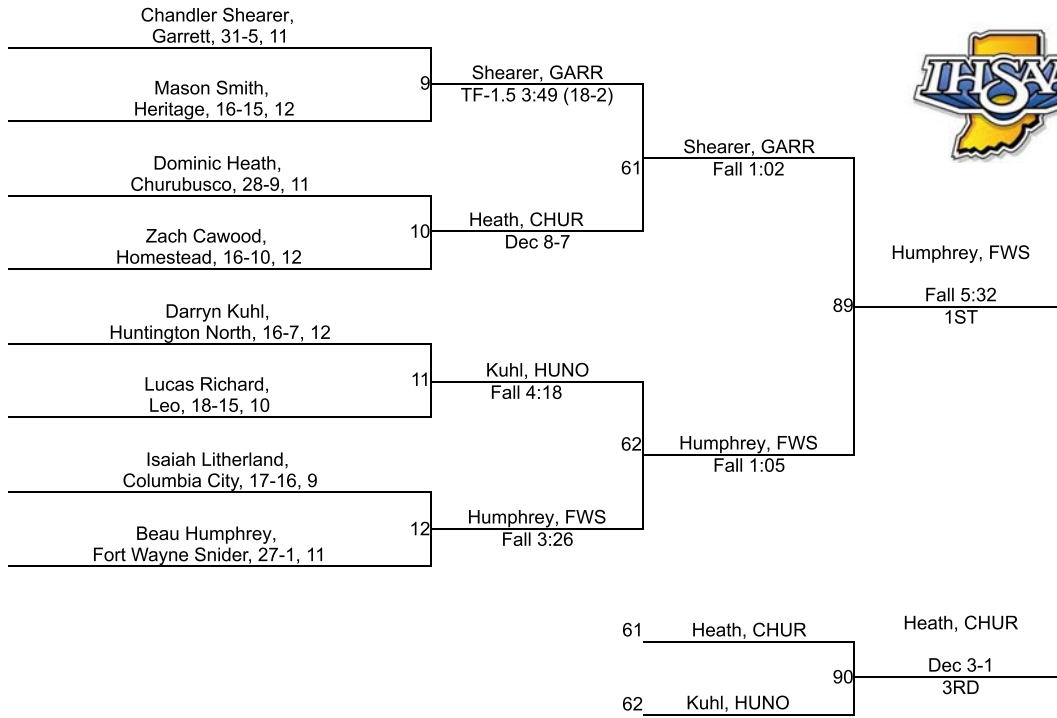 Chandler Shearer,
Garrett, 31-5, 11
Mason Smith,
Heritage, 16-15, 12
9
Shearer, GARR
TF-1.5 3:49 (18-2)
Dominic Heath,
Churubusco, 28-9, 11
Zach Cawood,
Homestead, 16-10, 12
10
Heath, CHUR
Dec 8-7
61
Shearer, GARR
Fall 1:02
Darryn Kuhl,
Huntington North, 16-7, 12
Lucas Richard,
Leo, 18-15, 10
11
Kuhl, HUNO
Fall 4:18
Isaiah Litherland,
Columbia City, 17-16, 9
Beau Humphrey,
Fort Wayne Snider, 27-1, 11
12
Humphrey, FWS
Fall 3:26
62
Humphrey, FWS
Fall 1:05
89
Humphrey, FWS
Fall 5:32
1ST
61
Heath, CHUR
62
Kuhl, HUNO
90
Heath, CHUR
Dec 3-1
3RD
IHSAA